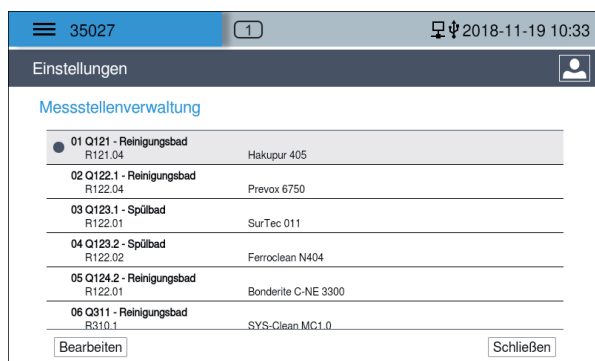 35027 1 2018-11-19 10:33
Einstellungen
Messstellenverwaltung
01 Q121 - Reinigungsbad
R121.04 Hakupur 405
02 Q122.1 - Reinigungsbad
R122.04 Prevox 6750
03 Q123.1 - Spülbad
R122.01 SurTec 011
04 Q123.2 - Spülbad
R122.02 Ferroclean N404
05 Q124.2 - Reinigungsbad
R122.01 Bonderite C-NE 3300
06 Q311 - Reinigungsbad
R310.1 SYS-Clean MC1.0
Bearbeiten Schließen